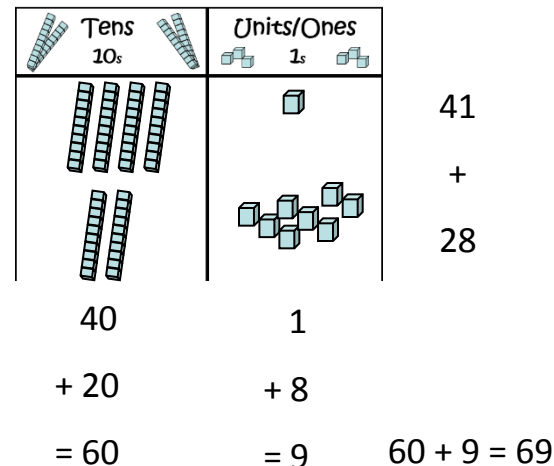 Tens Units/Ones
10s 1s
41
+
28
40 1
+ 20 + 8
= 60 = 9 60 + 9 = 69